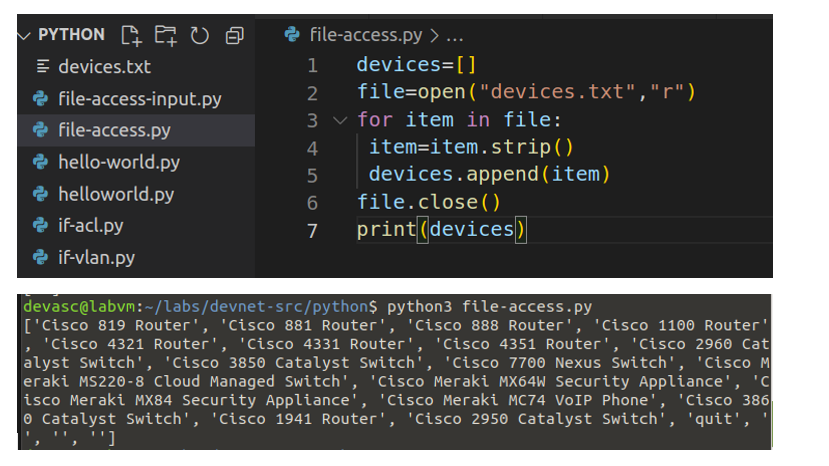 PYTHON
devices.txt
file-access-input.py
file-access.py
hello-world.py
helloworld.py
if-acl.py
if-vlan.py
file-access.py > ...
1 devices=[]
2 file=open("devices.txt","r")
3 for item in file:
4 item=item.strip()
5 devices.append(item)
6 file.close()
7 print(devices)
devasc@labvm:~/labs/devnet-src/python$ python3 file-access.py
['Cisco 819 Router', 'Cisco 881 Router', 'Cisco 888 Router', 'Cisco 1100 Router'
, 'Cisco 4321 Router', 'Cisco 4331 Router', 'Cisco 4351 Router', 'Cisco 2960 Cat
alyst Switch', 'Cisco 3850 Catalyst Switch', 'Cisco 7700 Nexus Switch', 'Cisco M
eraki MS220-8 Cloud Managed Switch', 'Cisco Meraki MX64W Security Appliance', 'C
isco Meraki MX84 Security Appliance', 'Cisco Meraki MC74 VoIP Phone', 'Cisco 386
0 Catalyst Switch', 'Cisco 1941 Router', 'Cisco 2950 Catalyst Switch', 'quit', '
', '', '']